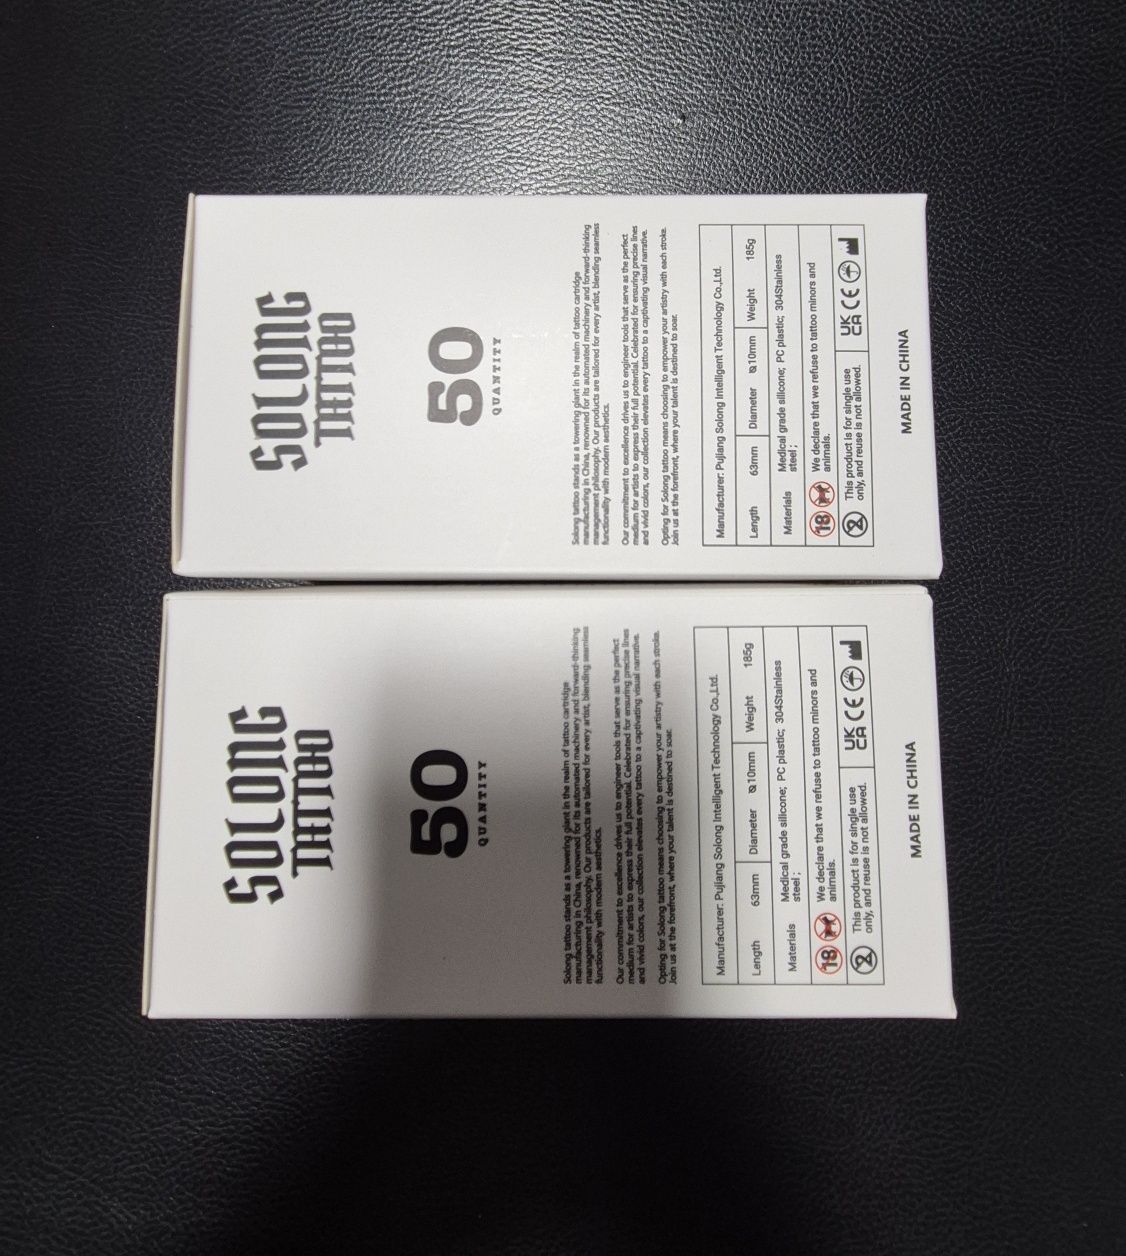 SOLONG
TATTOO
50
QUANTITY
Solong tattoo stands as a towering giant in the realm of tattoo cartridge
manufacturing in China, renowned for its automated machinery and forward-thinking
management philosophy. Our products are tailored for every artist, blending seamless
functionality with modern aesthetics.
Our commitment to excellence drives us to engineer tools that serve as the perfect
medium for artists to express their full potential. Celebrated for ensuring precise lines
and vivid colors, our collection elevates every tattoo to a captivating visual narrative.
Opting for Solong tattoo means choosing to empower your artistry with each stroke.
Join us at the forefront, where your talent is destined to soar.
Manufacturer: Pujiang Solong Intelligent Technology Co.,Ltd.
Length 63mm Diameter ⌀10mm Weight 185g
Materials Medical grade silicone; PC plastic; 304Stainless
steel;
18 We declare that we refuse to tattoo minors and
animals.
2 This product is for single use
only, and reuse is not allowed.
UK
CA CE
MADE IN CHINA
SOLONG
TATTOO
50
QUANTITY
Solong tattoo stands as a towering giant in the realm of tattoo cartridge
manufacturing in China, renowned for its automated machinery and forward-thinking
management philosophy. Our products are tailored for every artist, blending seamless
functionality with modern aesthetics.
Our commitment to excellence drives us to engineer tools that serve as the perfect
medium for artists to express their full potential. Celebrated for ensuring precise lines
and vivid colors, our collection elevates every tattoo to a captivating visual narrative.
Opting for Solong tattoo means choosing to empower your artistry with each stroke.
Join us at the forefront, where your talent is destined to soar.
Manufacturer: Pujiang Solong Intelligent Technology Co.,Ltd.
Length 63mm Diameter ⌀10mm Weight 185g
Materials Medical grade silicone; PC plastic; 304Stainless
steel;
18 We declare that we refuse to tattoo minors and
animals.
2 This product is for single use
only, and reuse is not allowed.
UK
CA CE
MADE IN CHINA